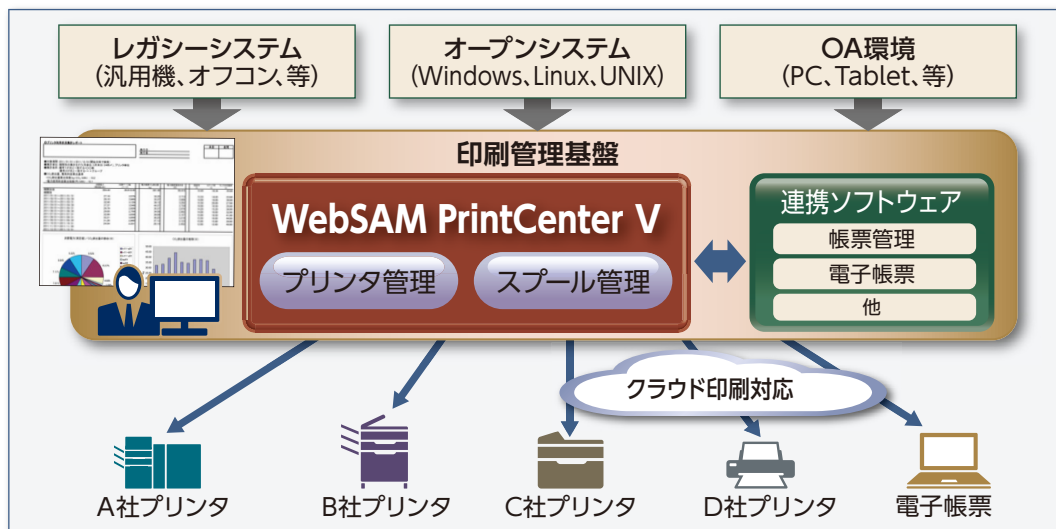 レガシーシステム
(汎用機、オフコン、等)
オープンシステム
(Windows、Linux、UNIX)
OA環境
(PC、Tablet、等)
印刷管理基盤
WebSAM PrintCenter V
プリンタ管理
スプール管理
連携ソフトウェア
帳票管理
電子帳票
他
クラウド印刷対応
A社プリンタ
B社プリンタ
C社プリンタ
D社プリンタ
電子帳票